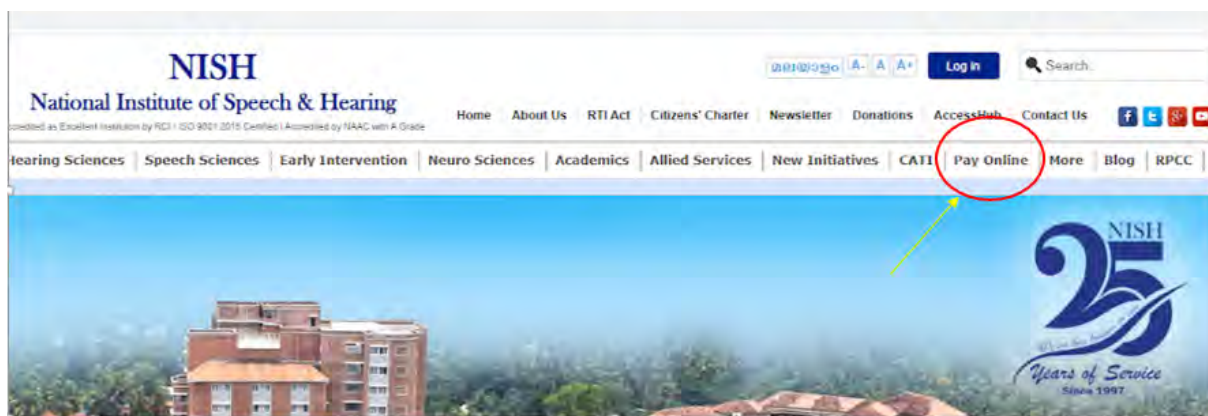 NISH
National Institute of Speech & Hearing
മലയാളം A- A A+ Log in Search..
Home About Us RTI Act Citizens' Charter Newsletter Donations AccessHub Contact Us
Hearing Sciences Speech Sciences Early Intervention Neuro Sciences Academics Allied Services New Initiatives CATI Pay Online More Blog RPCC
NISH
25
Years of Service
Since 1997